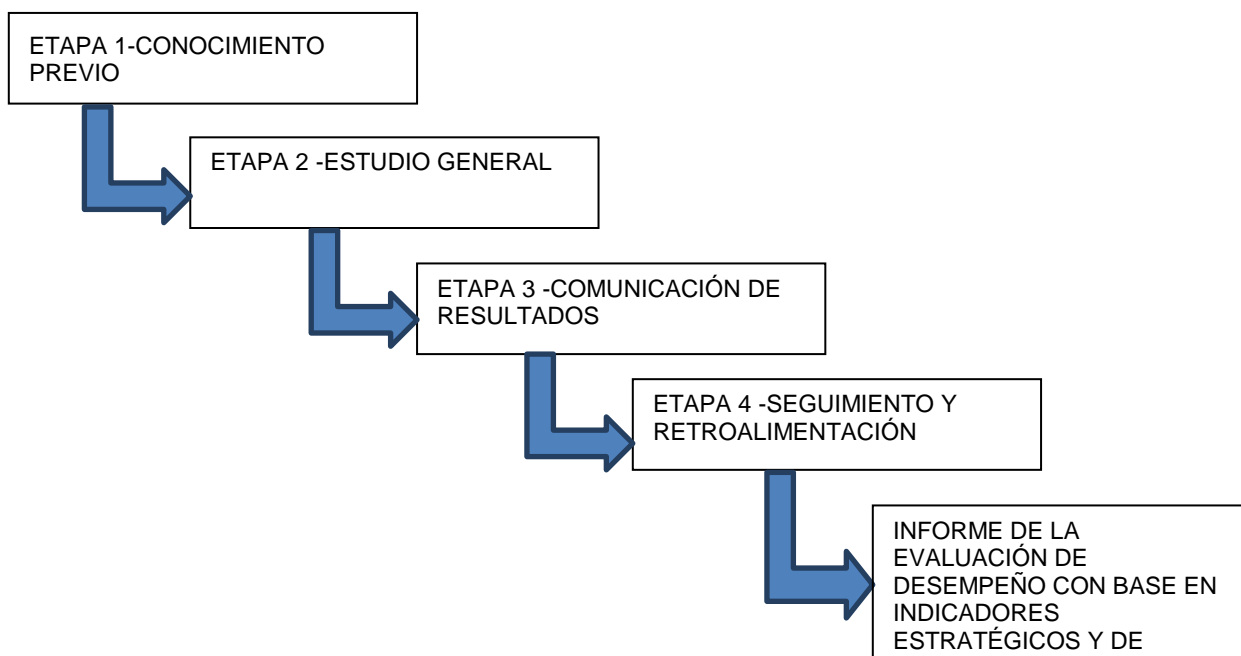 ETAPA 1-CONOCIMIENTO
PREVIO
ETAPA 2 -ESTUDIO GENERAL
ETAPA 3 -COMUNICACIÓN DE
RESULTADOS
ETAPA 4 -SEGUIMIENTO Y
RETROALIMENTACIÓN
INFORME DE LA
EVALUACIÓN DE
DESEMPEÑO CON BASE EN
INDICADORES
ESTRATÉGICOS Y DE